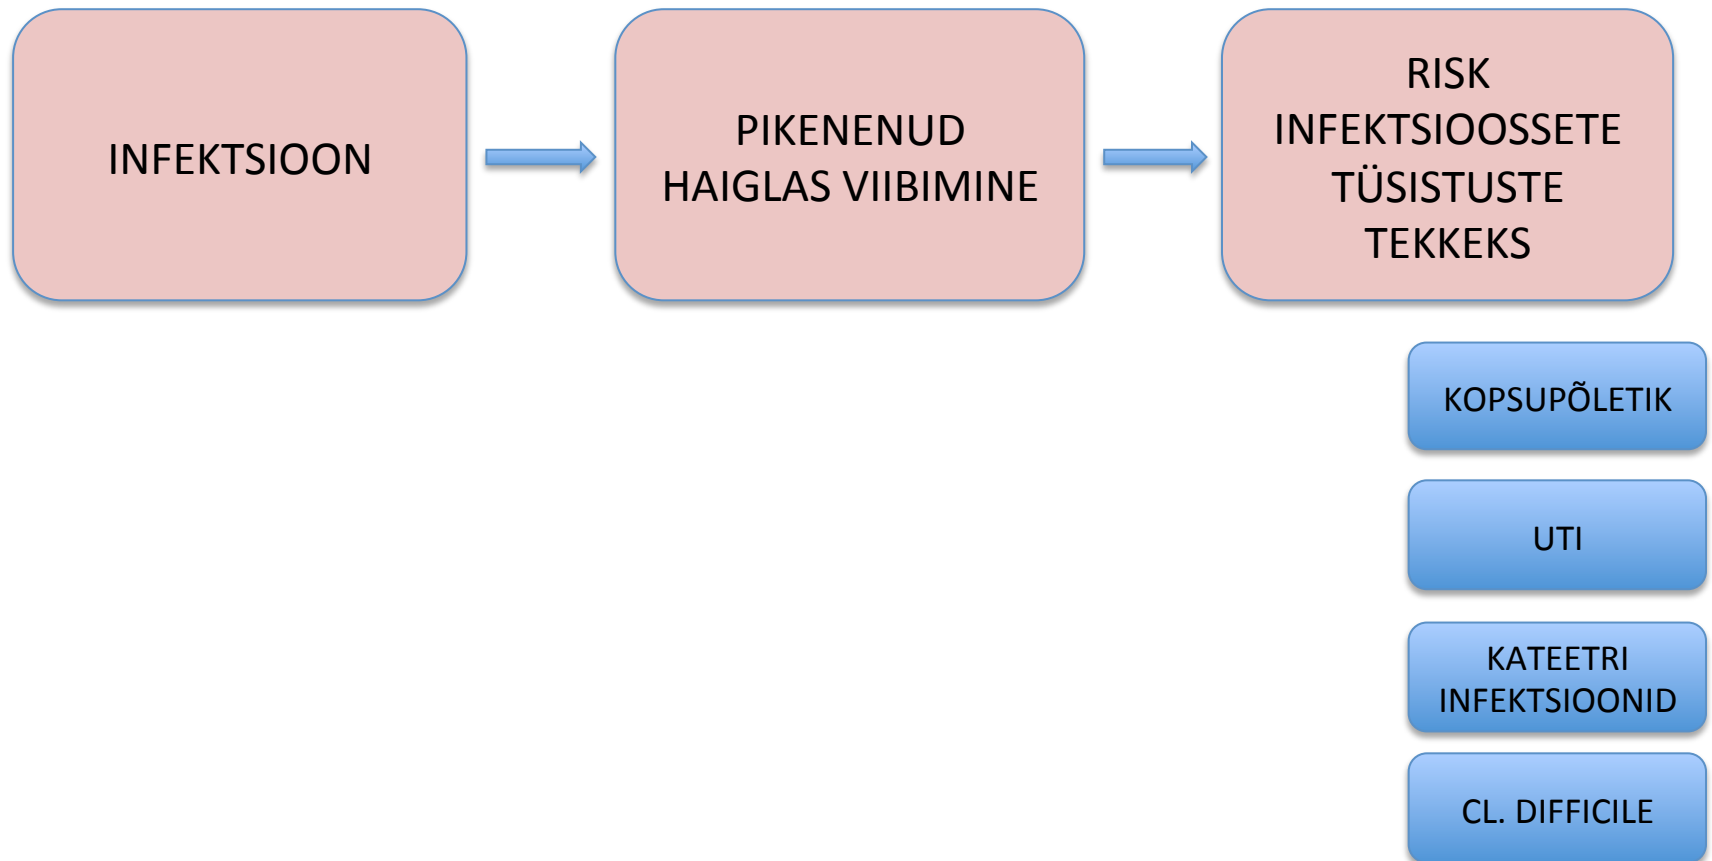 INFEKTSIOON
PIKENENUD
HAIGLAS VIIBIMINE
RISK
INFEKTSIOOSSETE
TÜSISTUSTE
TEKKEKS
KOPSUPÕLETIK
UTI
KATEETRI
INFEKTSIOONID
CL. DIFFICILE